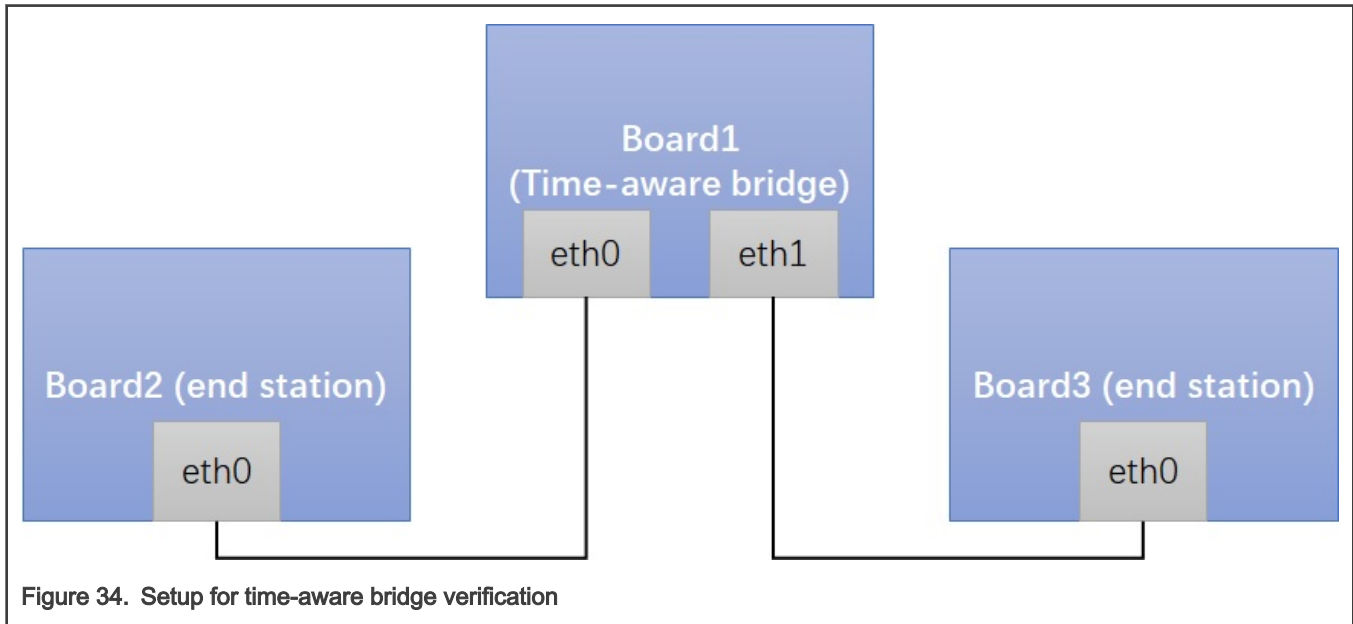 Board1
(Time-aware bridge)
eth0
eth1
Board2 (end station)
eth0
Board3 (end station)
eth0
Figure 34. Setup for time-aware bridge verification